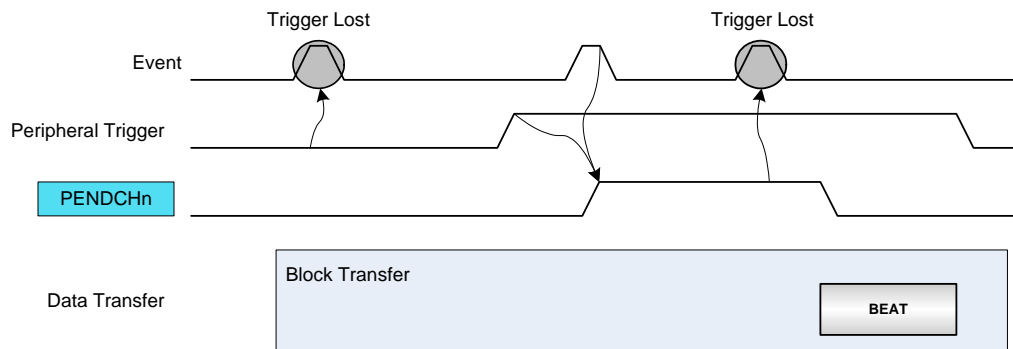 Trigger Lost
Trigger Lost
Event
Peripheral Trigger
PENDCHn
Block Transfer
Data Transfer
BEAT